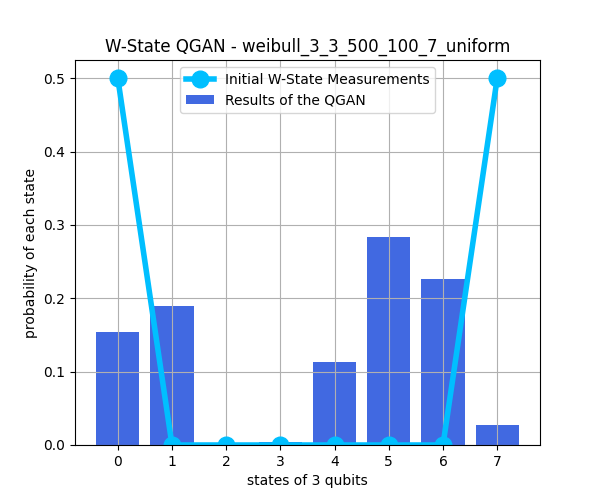 W-State QGAN - weibull_3_3_500_100_7_uniform
Initial W-State Measurements
Results of the QGAN
probability of each state
0.5
0.4
0.3
0.2
0.1
0.0
0 1 2 3 4 5 6 7
states of 3 qubits